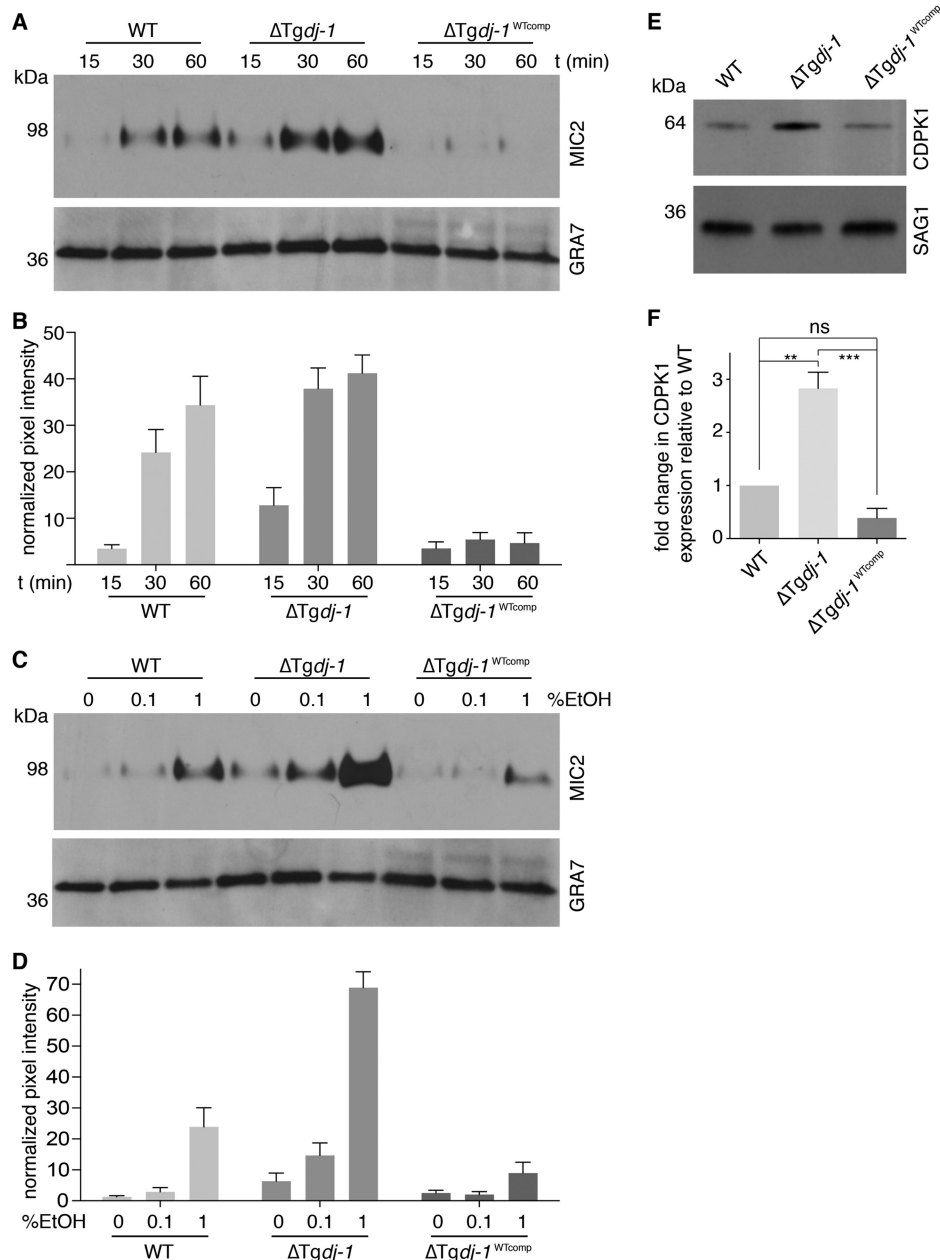 A
WT ΔTgdj-1 ΔTgdj-1 WTcomp
kDa 15 30 60 15 30 60 15 30 60 t (min)
98
MIC2
36
GRA7
B
normalized pixel intensity
50
40
30
20
10
t (min) 15 30 60 15 30 60 15 30 60
WT ΔTgdj-1 ΔTgdj-1 WTcomp
C
WT ΔTgdj-1 ΔTgdj-1 WTcomp
0 0.1 1 0 0.1 1 0 0.1 1 %EtOH
kDa
98
MIC2
36
GRA7
D
normalized pixel intensity
70
60
50
40
30
20
10
0
%EtOH 0 0.1 1 0 0.1 1 0 0.1 1
WT ΔTgdj-1 ΔTgdj-1 WTcomp
E
kDa WT ΔTgdj-1 ΔTgdj-1 WTcomp
64
CDPK1
36
SAG1
F
ns
** ***
fold change in CDPK1
expression relative to WT
3
2
1
0
WT ΔTgdj-1 ΔTgdj-1 WTcomp